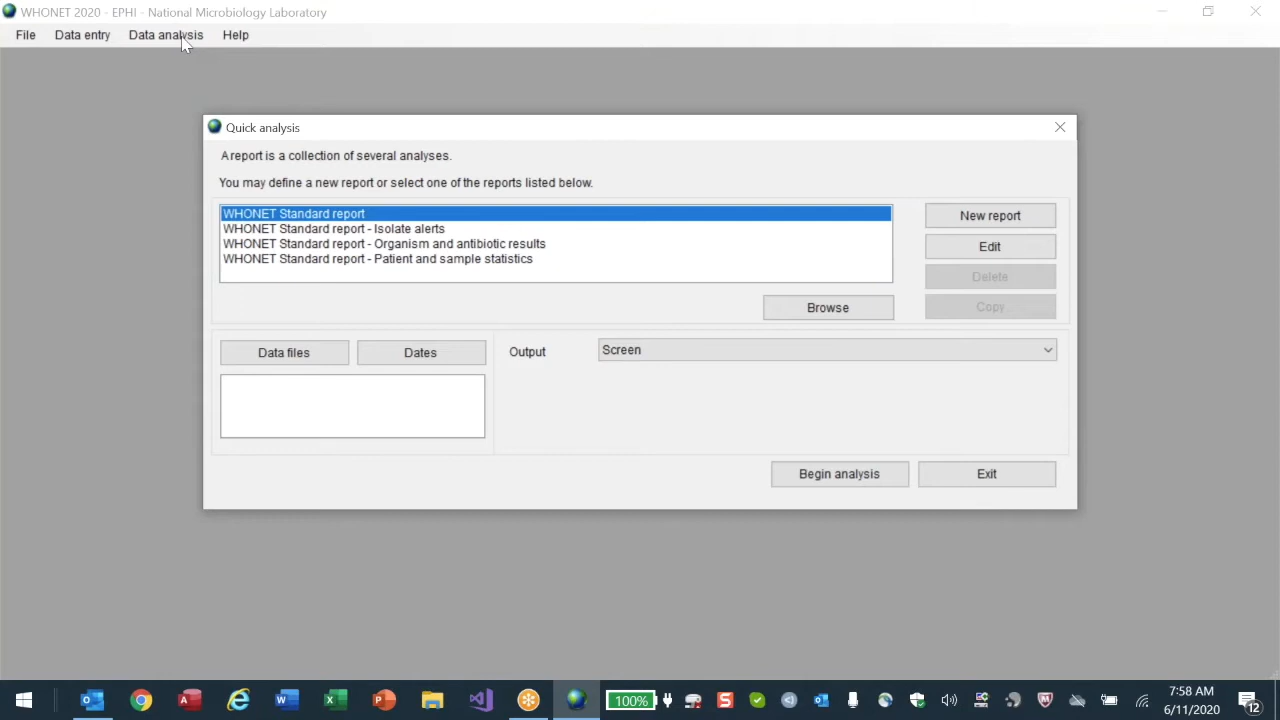 WHONET 2020 - EPHI - National Microbiology Laboratory
File Data entry Data analysis Help
Quick analysis
A report is a collection of several analyses.
You may define a new report or select one of the reports listed below.
WHONET Standard report
WHONET Standard report - Isolate alerts
WHONET Standard report - Organism and antibiotic results
WHONET Standard report - Patient and sample statistics
New report
Edit
Delete
Copy
Browse
Data files Dates Output Screen
Begin analysis Exit
100%
7:58 AM
6/11/2020
12